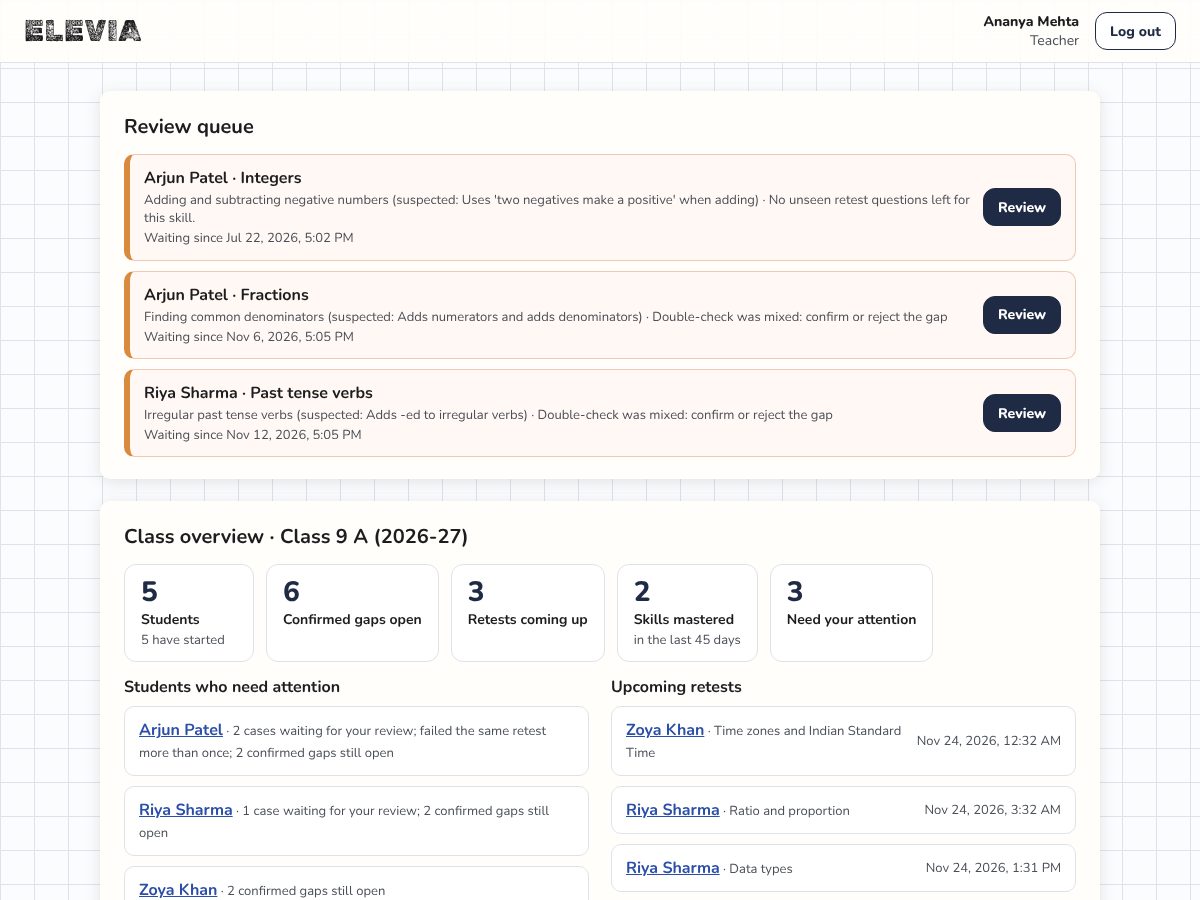 ELEVIA
Ananya Mehta
Teacher
Log out
Review queue
Arjun Patel · Integers
Adding and subtracting negative numbers (suspected: Uses 'two negatives make a positive' when adding) · No unseen retest questions left for
this skill.
Waiting since Jul 22, 2026, 5:02 PM
Review
Arjun Patel · Fractions
Finding common denominators (suspected: Adds numerators and adds denominators) · Double-check was mixed: confirm or reject the gap
Waiting since Nov 6, 2026, 5:05 PM
Review
Riya Sharma · Past tense verbs
Irregular past tense verbs (suspected: Adds -ed to irregular verbs) · Double-check was mixed: confirm or reject the gap
Waiting since Nov 12, 2026, 5:05 PM
Review
Class overview · Class 9 A (2026-27)
5
Students
5 have started
6
Confirmed gaps open
3
Retests coming up
2
Skills mastered
in the last 45 days
3
Need your attention
Students who need attention
Arjun Patel · 2 cases waiting for your review; failed the same retest
more than once; 2 confirmed gaps still open
Riya Sharma · 1 case waiting for your review; 2 confirmed gaps still
open
Zoya Khan · 2 confirmed gaps still open
Upcoming retests
Zoya Khan · Time zones and Indian Standard
Time
Nov 24, 2026, 12:32 AM
Riya Sharma · Ratio and proportion
Nov 24, 2026, 3:32 AM
Riya Sharma · Data types
Nov 24, 2026, 1:31 PM